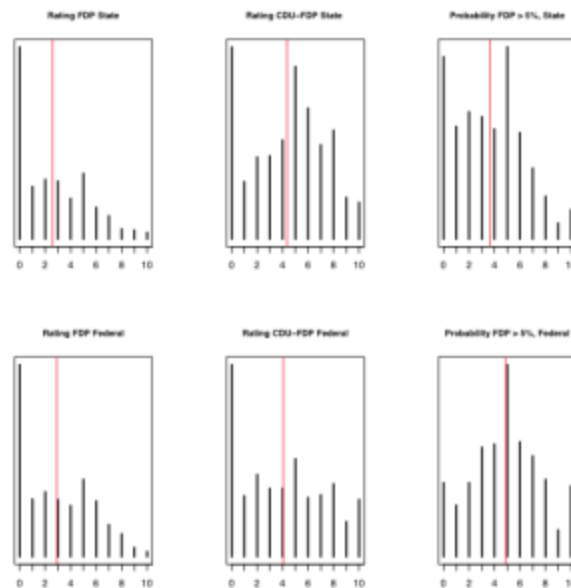 Rating FDP State
Rating CDU-FDP State
Probability FDP > 5%, State
0 2 4 6 8 10
0 2 4 6 8 10
0 2 4 6 8 10
Rating FDP Federal
Rating CDU-FDP Federal
Probability FDP > 5%, Federal
0 2 4 6 8 10
0 2 4 6 8 10
0 2 4 6 8 10